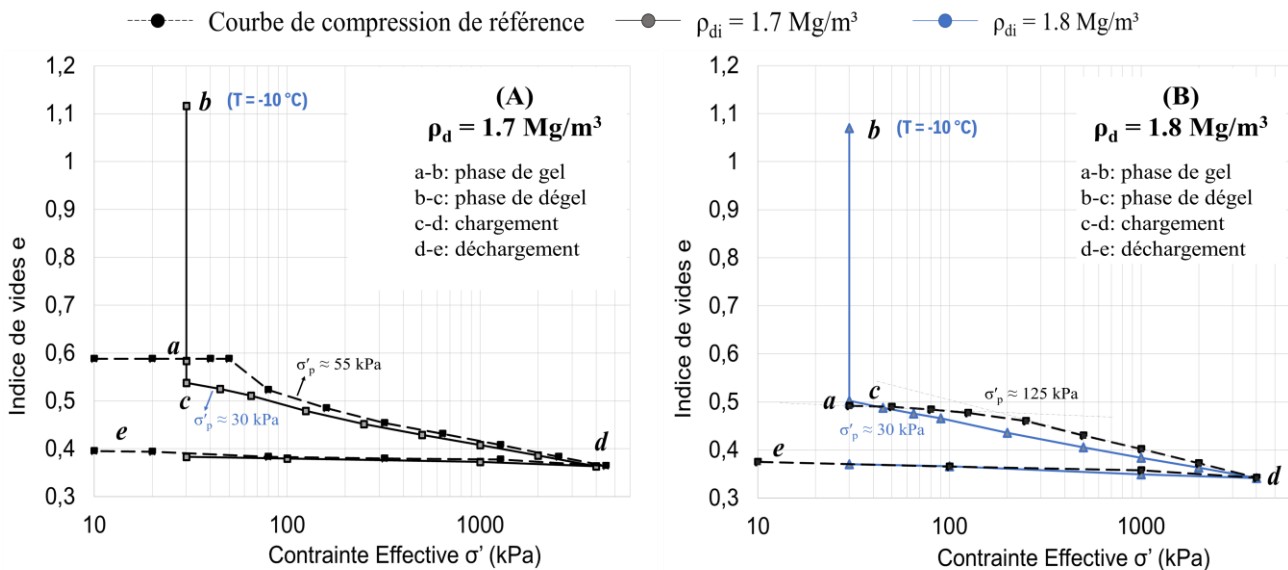 Courbe de compression de référence
ρdi = 1.7 Mg/m³
ρdi = 1.8 Mg/m³
Indice de vides e
1,2
1,1
1
0,9
0,8
0,7
0,6
0,5
0,4
0,3
10
100
1000
Contrainte Effective σ’ (kPa)
b
(T = -10 °C)
(A)
ρd = 1.7 Mg/m³
a-b: phase de gel
b-c: phase de dégel
c-d: chargement
d-e: déchargement
a
σ'p ≈ 55 kPa
c
σ'p ≈ 30 kPa
e
d
Indice de vides e
1,2
1,1
1
0,9
0,8
0,7
0,6
0,5
0,4
0,3
10
100
1000
Contrainte Effective σ’ (kPa)
b
(T = -10 °C)
(B)
ρd = 1.8 Mg/m³
a-b: phase de gel
b-c: phase de dégel
c-d: chargement
d-e: déchargement
a
c
σ'p ≈ 125 kPa
σ'p ≈ 30 kPa
e
d